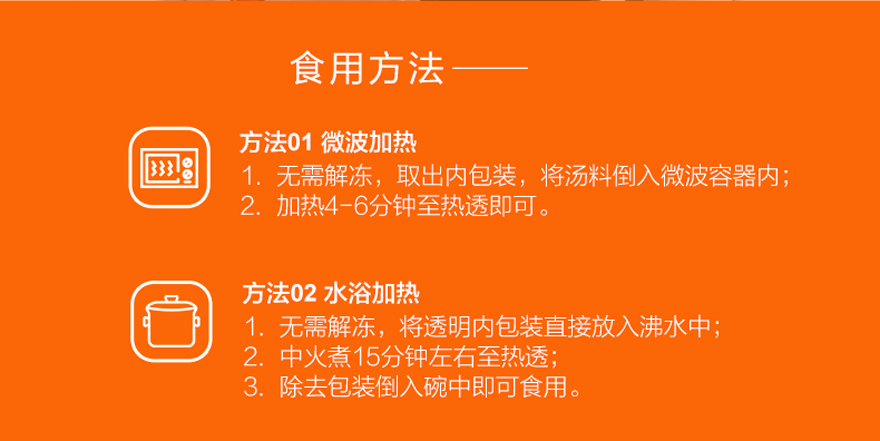 食用方法
方法01 微波加热
1. 无需解冻，取出内包装，将汤料倒入微波容器内；
2. 加热4-6分钟至热透即可。
方法02 水浴加热
1. 无需解冻，将透明内包装直接放入沸水中；
2. 中火煮15分钟左右至热透；
3. 除去包装倒入碗中即可食用。